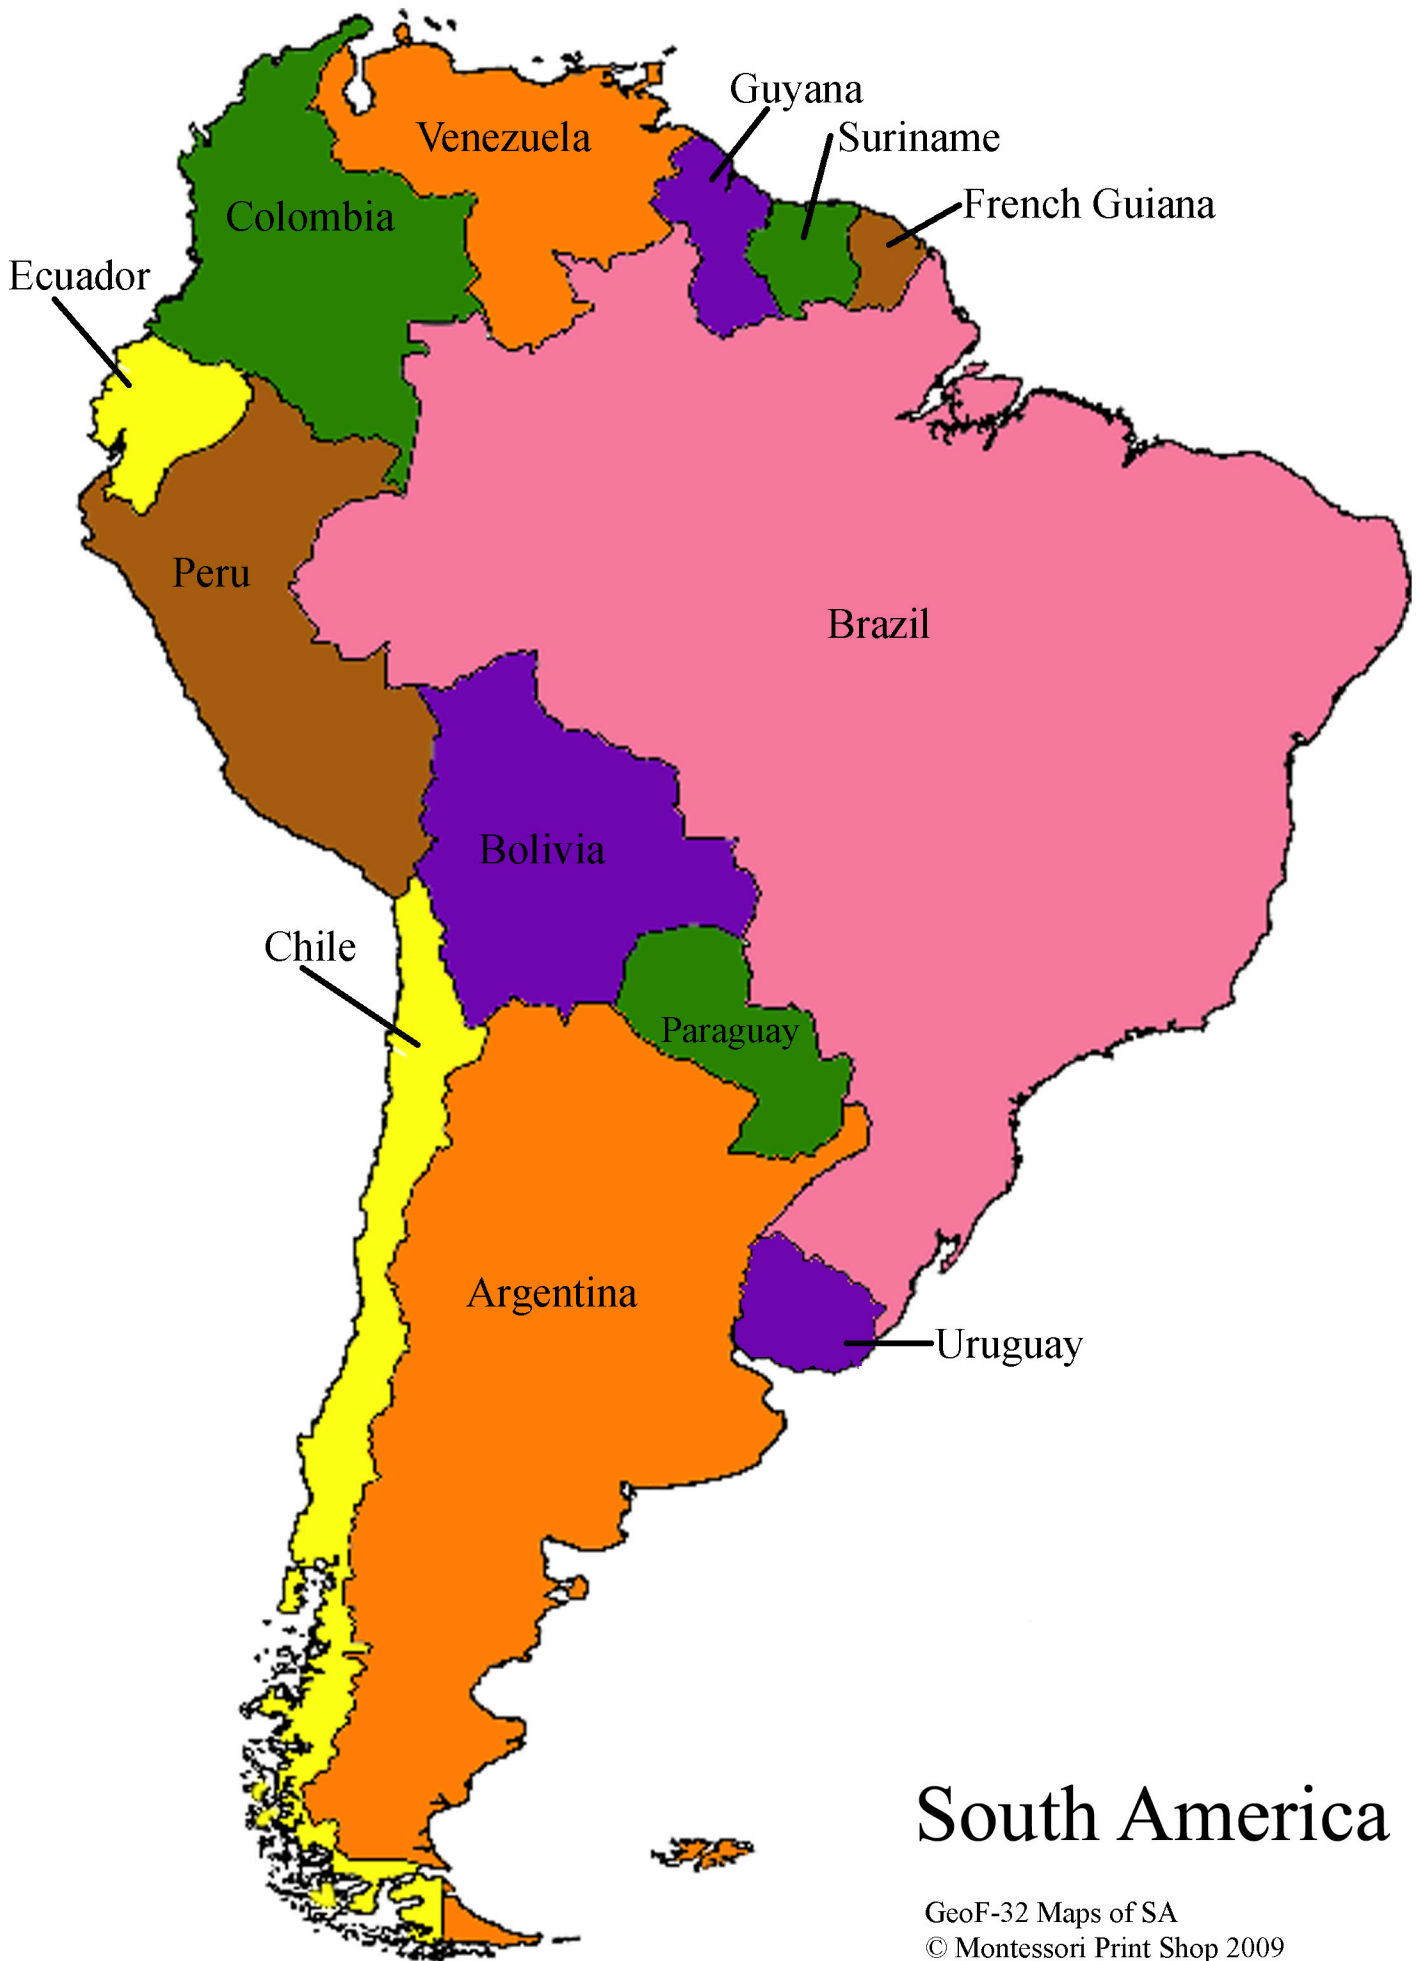 Guyana
Venezuela
Suririname
French Guiana
Colombia
Ecuador
Peru
Brazil
Bolivia
Chile
Paraguay
Argentina
Uruguay
South America
GeoF-32 Maps of SA
© Montessori Print Shop 2009